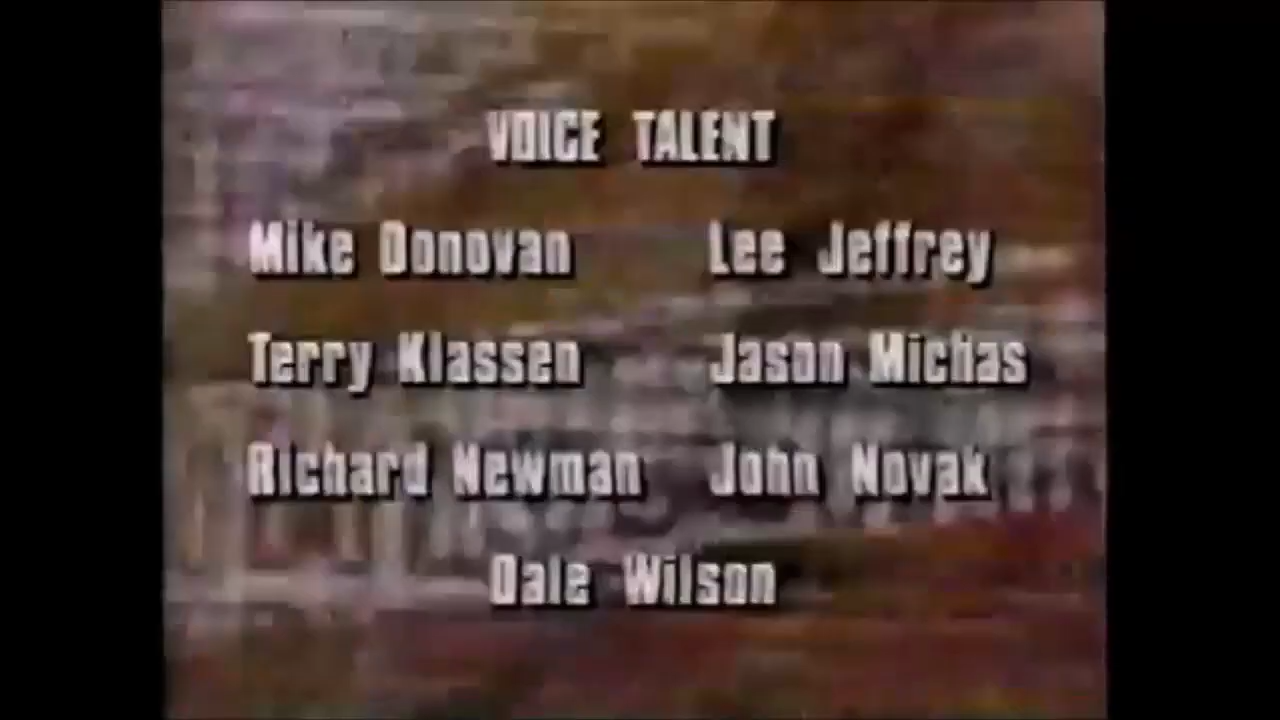 VOICE TALENT
Mike Donovan Lee Jeffrey
Terry Klassen Jason Michas
Richard Newman John Novak
Dale Wilson